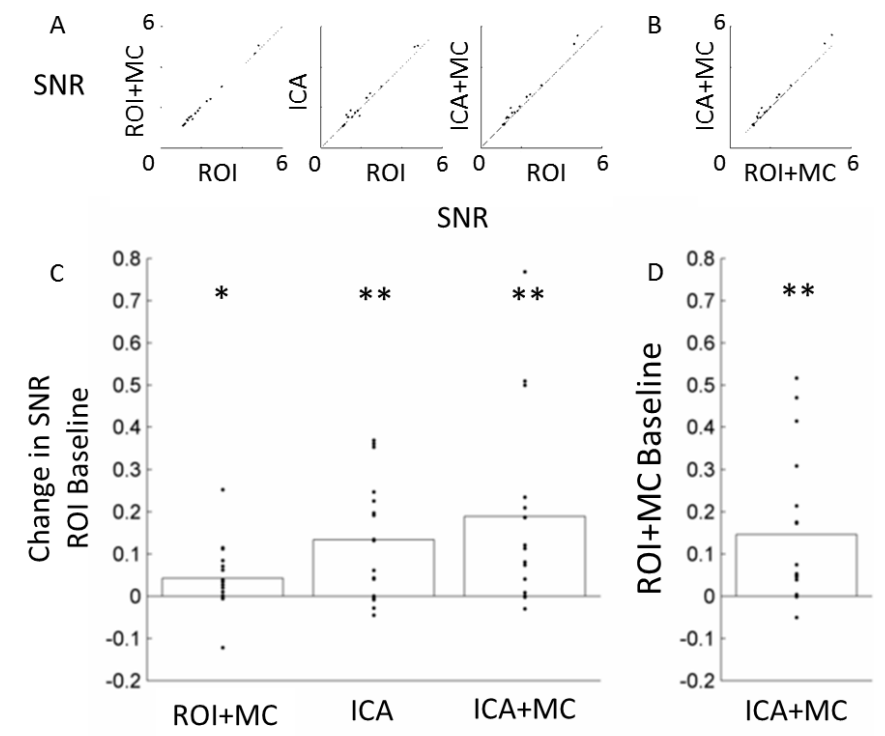 A
B
6
SNR
ROI+MC
ICA
ICA+MC
ICA+MC
0
ROI
6
0
ROI
6
0
ROI
6
0
ROI+MC
6
SNR
C
D
Change in SNR
ROI Baseline
0.8
0.7
0.6
0.5
0.4
0.3
0.2
0.1
0
-0.1
-0.2
*
**
**
ROI+MC
ICA
ICA+MC
ROI+MC Baseline
0.8
0.7
0.6
0.5
0.4
0.3
0.2
0.1
0
-0.1
-0.2
**
ICA+MC